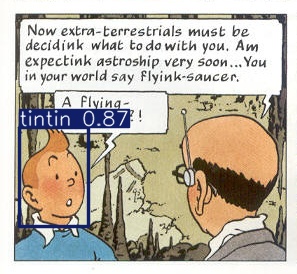 Now extra-terrestrials must be
decidink what to do with you. Am
expectink astroship very soon...You
in your world say flyink-saucer.
A flying-
tintin 0.87
?!